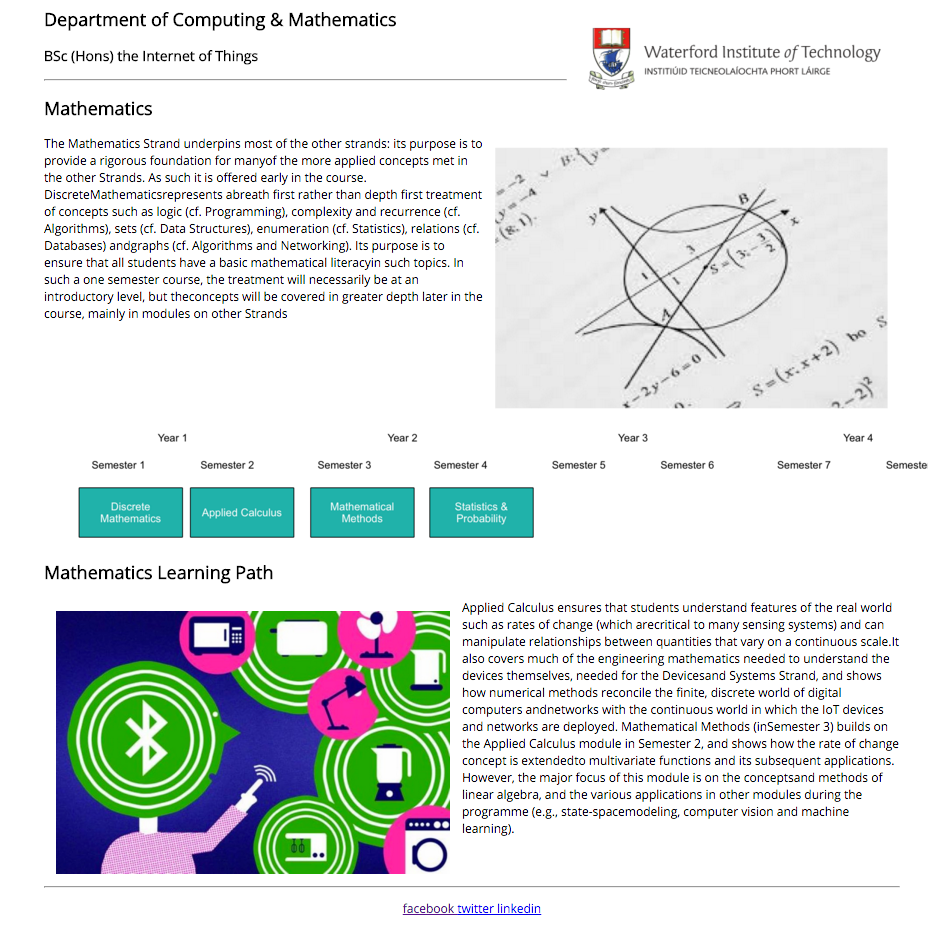 Department of Computing & Mathematics
BSc (Hons) the Internet of Things
Waterford Institute of Technology
INSTITIÚID TEICNEOLAÍOCHTA PHORT LÁIRGE
Mathematics
The Mathematics Strand underpins most of the other strands: its purpose is to
provide a rigorous foundation for manyof the more applied concepts met in
the other Strands. As such it is offered early in the course.
DiscreteMathematicsrepresents abreath first rather than depth first treatment
of concepts such as logic (cf. Programming), complexity and recurrence (cf.
Algorithms), sets (cf. Data Structures), enumeration (cf. Statistics), relations (cf.
Databases) andgraphs (cf. Algorithms and Networking). Its purpose is to
ensure that all students have a basic mathematical literacyin such topics. In
such a one semester course, the treatment will necessarily be at an
introductory level, but theconcepts will be covered in greater depth later in the
course, mainly in modules on other Strands
= −2 ∨ B: {y=
y = −4
= (8; 1).
y
B
x
3
1
1
S = (3; −3/2)
A
x − 2y − 6 = 0
S = (x; x + 2) bo S
− 2)²
Year 1 Year 2 Year 3 Year 4
Semester 1 Semester 2 Semester 3 Semester 4 Semester 5 Semester 6 Semester 7 Semeste
Discrete
Mathematics
Applied Calculus
Mathematical
Methods
Statistics &
Probability
Mathematics Learning Path
Applied Calculus ensures that students understand features of the real world
such as rates of change (which arecritical to many sensing systems) and can
manipulate relationships between quantities that vary on a continuous scale.It
also covers much of the engineering mathematics needed to understand the
devices themselves, needed for the Devicesand Systems Strand, and shows
how numerical methods reconcile the finite, discrete world of digital
computers andnetworks with the continuous world in which the IoT devices
and networks are deployed. Mathematical Methods (inSemester 3) builds on
the Applied Calculus module in Semester 2, and shows how the rate of change
concept is extendedto multivariate functions and its subsequent applications.
However, the major focus of this module is on the conceptsand methods of
linear algebra, and the various applications in other modules during the
programme (e.g., state-spacemodeling, computer vision and machine
learning).
facebook twitter linkedin